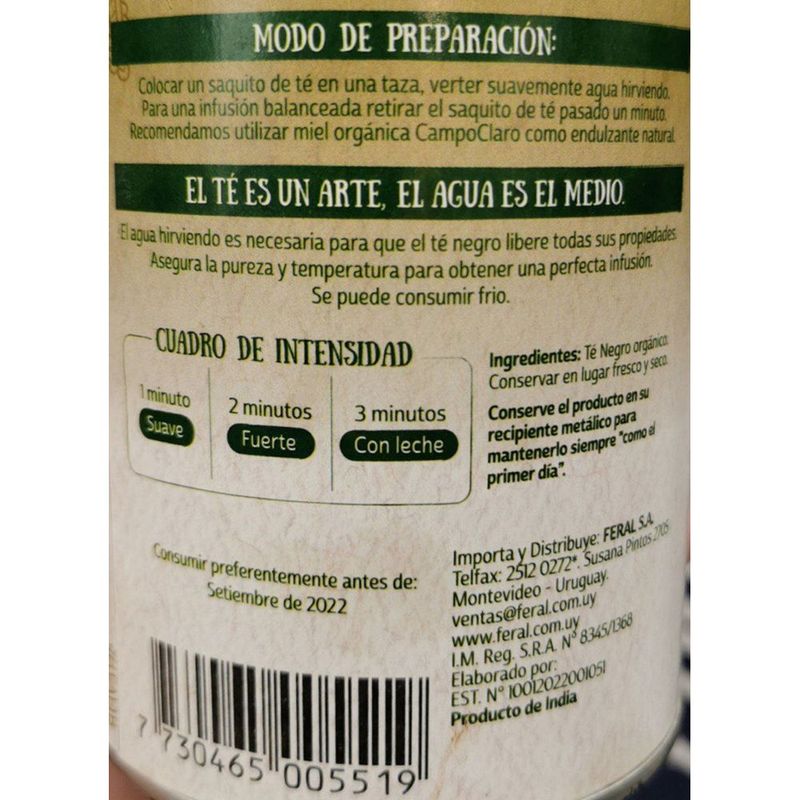 MODO DE PREPARACIÓN:
Colocar un saquito de té en una taza, verter suavemente agua hirviendo.
Para una infusión balanceada retirar el saquito de té pasado un minuto.
Recomendamos utilizar miel orgánica CampoClaro como endulzante natural.
EL TÉ ES UN ARTE, EL AGUA ES EL MEDIO.
El agua hirviendo es necesaria para que el té negro libere todas sus propiedades.
Asegura la pureza y temperatura para obtener una perfecta infusión.
Se puede consumir frio.
CUADRO DE INTENSIDAD
1 minuto
Suave
2 minutos
Fuerte
3 minutos
Con leche
Ingredientes: Té Negro orgánico.
Conservar en lugar fresco y seco.
Conserve el producto en su
recipiente metálico para
mantenerlo siempre "como el
primer día".
Consumir preferentemente antes de:
Setiembre de 2022
Importa y Distribuye: FERAL S.A.
Telfax: 2512 0272*. Susana Pintos 2705
Montevideo - Uruguay.
ventas@feral.com.uy
www.feral.com.uy
I.M. Reg. S.R.A. N° 8345/1368
Elaborado por:
EST. N° 10012022001051
Producto de India
7 730465 005519